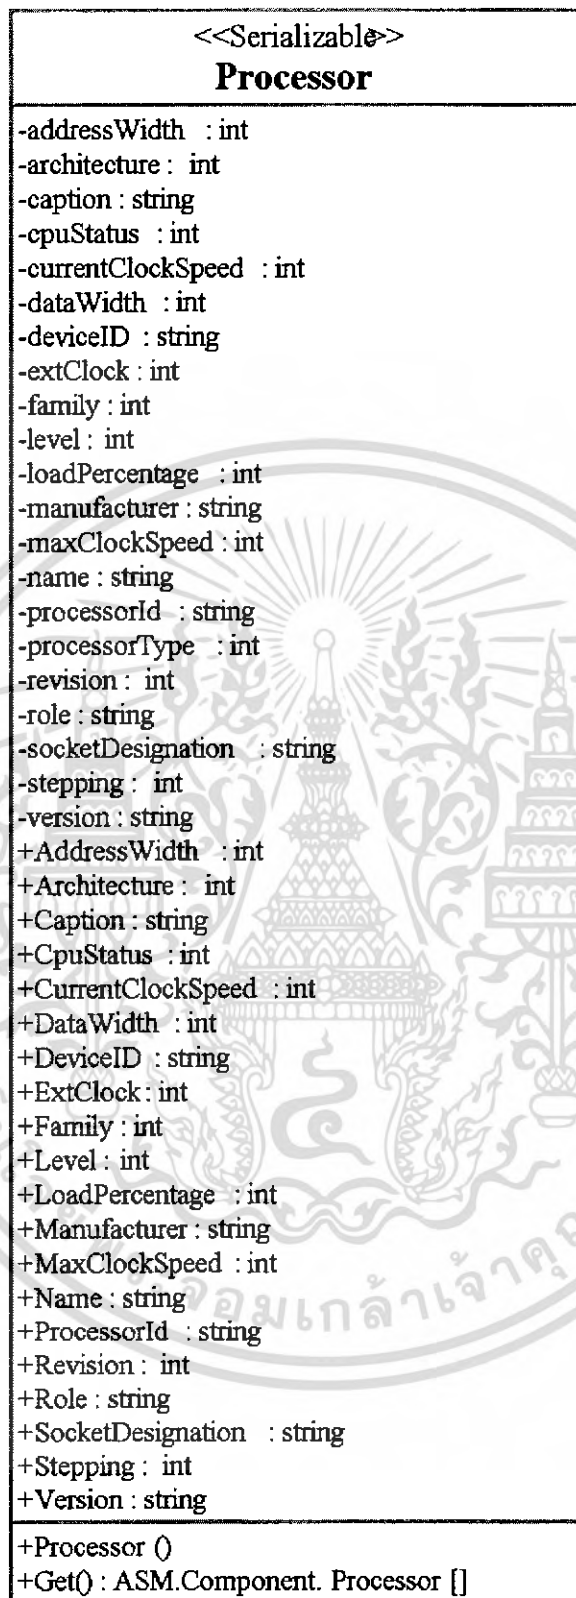 <<Serializable>>
Processor
-addressWidth : int
-architecture : int
-caption : string
-cpuStatus : int
-currentClockSpeed : int
-dataWidth : int
-deviceID : string
-extClock : int
-family : int
-level : int
-loadPercentage : int
-manufacturer : string
-maxClockSpeed : int
-name : string
-processorId : string
-processorType : int
-revision : int
-role : string
-socketDesignation : string
-stepping : int
-version : string
+AddressWidth : int
+Architecture : int
+Caption : string
+CpuStatus : int
+CurrentClockSpeed : int
+DataWidth : int
+DeviceID : string
+ExtClock : int
+Family : int
+Level : int
+LoadPercentage : int
+Manufacturer : string
+MaxClockSpeed : int
+Name : string
+ProcessorId : string
+Revision : int
+Role : string
+SocketDesignation : string
+Stepping : int
+Version : string
+Processor ()
+Get() : ASM.Component. Processor []